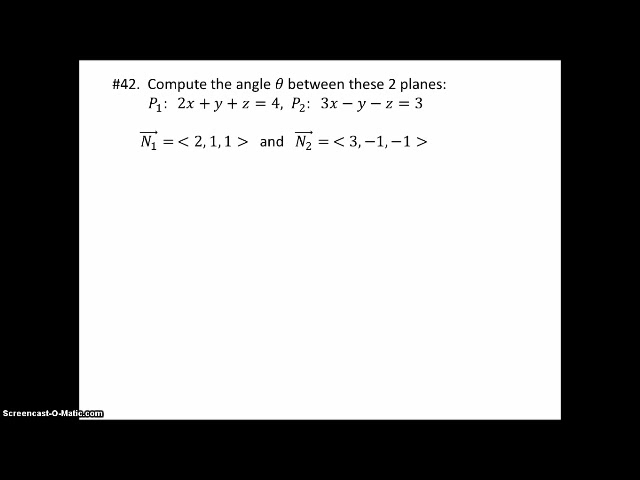 #42. Compute the angle θ between these 2 planes:
P₁: 2x + y + z = 4, P₂: 3x − y − z = 3
N₁⃗ = < 2, 1, 1 > and N₂⃗ = < 3, −1, −1 >
Screencast-O-Matic.com